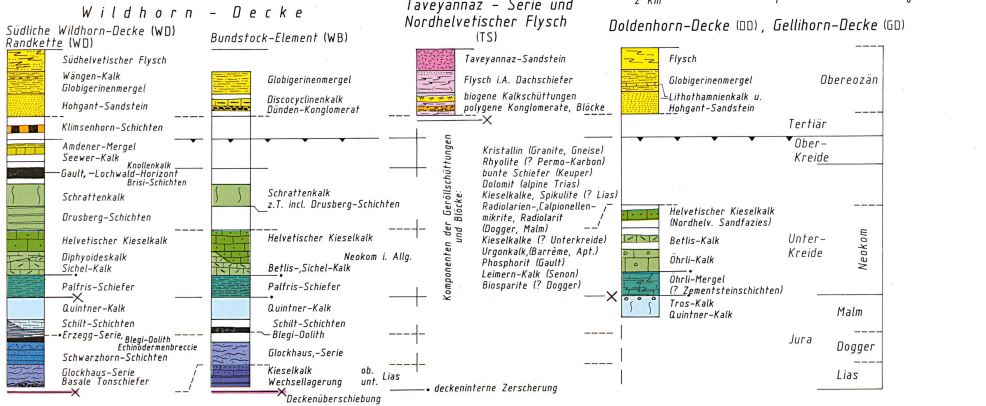 Wildhorn - Decke
Südliche Wildhorn-Decke (WD)
Randkette (WD)
Südhelvetischer Flysch
Wängen-Kalk
Globigerinenmergel
Hohgant-Sandstein
Klimsenhorn-Schichten
Amdener-Mergel
Seewer-Kalk
Knollenkalk
Gault,-Lochwald-Horizont
Brisi-Schichten
Schrattenkalk
Drusberg-Schichten
Helvetischer Kieselkalk
Diphyoideskalk
Sichel-Kalk
Palfris-Schiefer
Quintner-Kalk
Schilt-Schichten
Erzegg-Serie, Blegi-Oolith
Echinodermenbreccie
Schwarzhorn-Schichten
Glockhaus-Serie
Basale Tonschiefer
Bundstock-Element (WB)
Globigerinenmergel
Discocyclinenkalk
Dünden-Konglomerat
Schrattenkalk
z.T. incl. Drusberg-Schichten
Helvetischer Kieselkalk
Neokom i. Allg.
Betlis-,Sichel-Kalk
Palfris-Schiefer
Quintner-Kalk
Schilt-Schichten
Blegi-Oolith
Glockhaus,-Serie
Kieselkalk ob.
Wechsellagerung unt. Lias
Deckenüberschiebung
deckeninterne Zerscherung
Taveyannaz - Serie und
Nordhelvetischer Flysch
(TS)
Taveyannaz-Sandstein
Flysch i.A. Dachschiefer
biogene Kalkschüttungen
polygene Konglomerate, Blöcke
Komponenten der Geröllschüttungen
und Blöcke:
Kristallin (Granite, Gneise)
Rhyolite (? Permo-Karbon)
bunte Schiefer (Keuper)
Dolomit (alpine Trias)
Kieselkalke, Spikulite (? Lias)
Radiolarien-,Calpionellen-
mikrite, Radiolarit
(Dogger, Malm)
Kieselkalke (? Unterkreide)
Urgonkalk,(Barrême, Apt.)
Phosphorit (Gault)
Leimern-Kalk (Senon)
Biosparite (? Dogger)
2 km
Doldenhorn-Decke (DD), Gellihorn-Decke (GD)
Flysch
Globigerinenmergel
Lithothamnienkalk u.
Hohgant-Sandstein
Helvetischer Kieselkalk
(Nordhelv. Sandfazies)
Betlis-Kalk
Öhrli-Kalk
Öhrli-Mergel
(? Zementsteinschichten)
Tros-Kalk
Quintner-Kalk
Obereozän
Tertiär
Ober-
Kreide
Unter-
Kreide
Neokom
Malm
Jura
Dogger
Lias